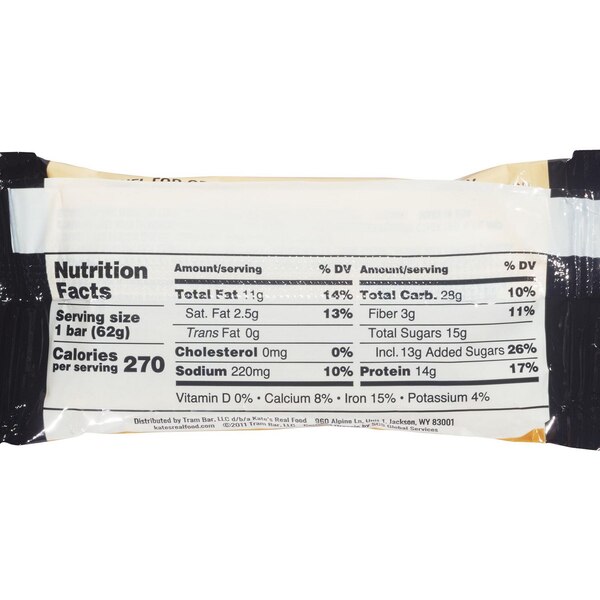 Nutrition
Facts
Serving size
1 bar (62g)
Calories
per serving 270
Amount/serving % DV
Total Fat 11g 14%
Sat. Fat 2.5g 13%
Trans Fat 0g
Cholesterol 0mg 0%
Sodium 220mg 10%
Amount/serving % DV
Total Carb. 28g 10%
Fiber 3g 11%
Total Sugars 15g
Incl. 13g Added Sugars 26%
Protein 14g 17%
Vitamin D 0% • Calcium 8% • Iron 15% • Potassium 4%
Distributed by Tram Bar, LLC d/b/a Kate's Real Food 960 Alpine Ln, Jackson, WY 83001
katesrealfood.com ©2011 Tram Bar, LLC by SCS Global Services